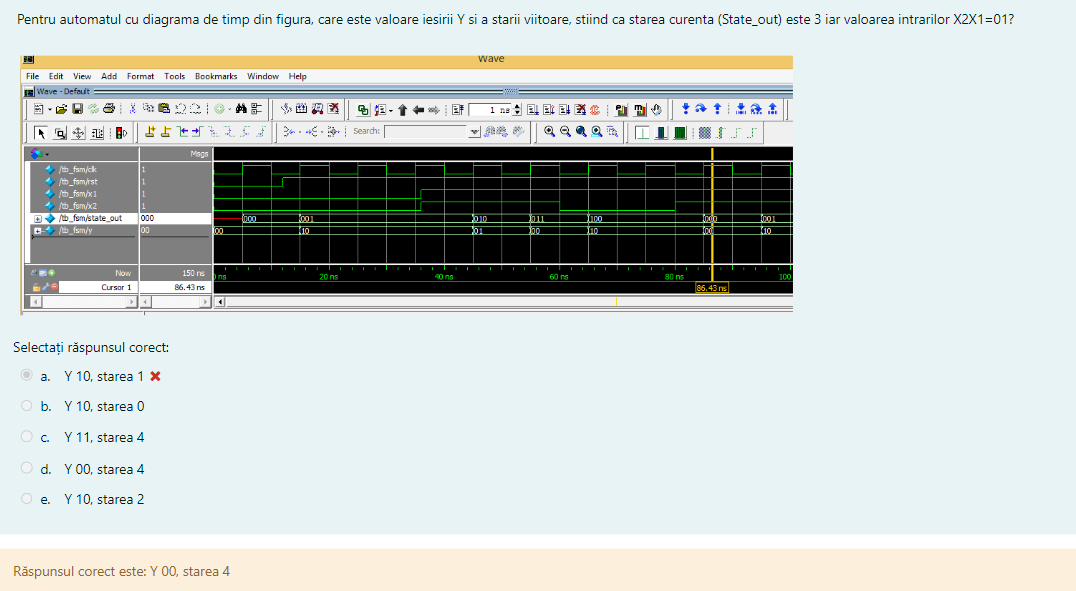 Pentru automatul cu diagrama de timp din figura, care este valoare iesirii Y si a starii viitoare, stiind ca starea curenta (State_out) este 3 iar valoarea intrarilor X2X1=01?
Wave
File Edit View Add Format Tools Bookmarks Window Help
Wave - Default
1 ns
Search:
Msgs
/tb_fsm/clk 1
/tb_fsm/rst 1
/tb_fsm/x1 1
/tb_fsm/x2 1
/tb_fsm/state_out 000 000 001 010 011 100 000 001
/tb_fsm/y 00 00 10 01 00 10 00 10
Now 150 ns 20 ns 40 ns 60 ns 80 ns 100
Cursor 1 86.43 ns 86.43 ns
Selectați răspunsul corect:
a. Y 10, starea 1
b. Y 10, starea 0
c. Y 11, starea 4
d. Y 00, starea 4
e. Y 10, starea 2
Răspunsul corect este: Y 00, starea 4